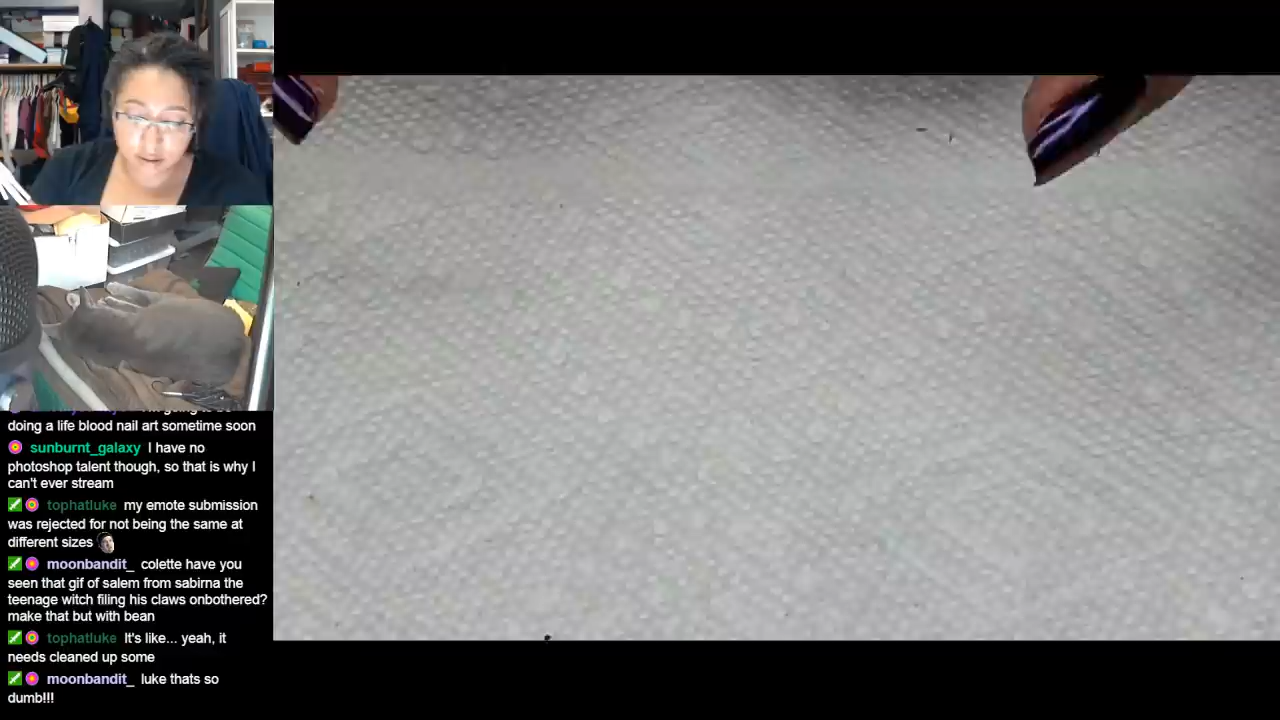 doing a life blood nail art sometime soon
sunburnt_galaxy I have no
photoshop talent though, so that is why I
can't ever stream
tophatluke my emote submission
was rejected for not being the same at
different sizes
moonbandit_ colette have you
seen that gif of salem from sabirna the
teenage witch filing his claws onbothered?
make that but with bean
tophatluke It's like... yeah, it
needs cleaned up some
moonbandit_ luke thats so
dumb!!!